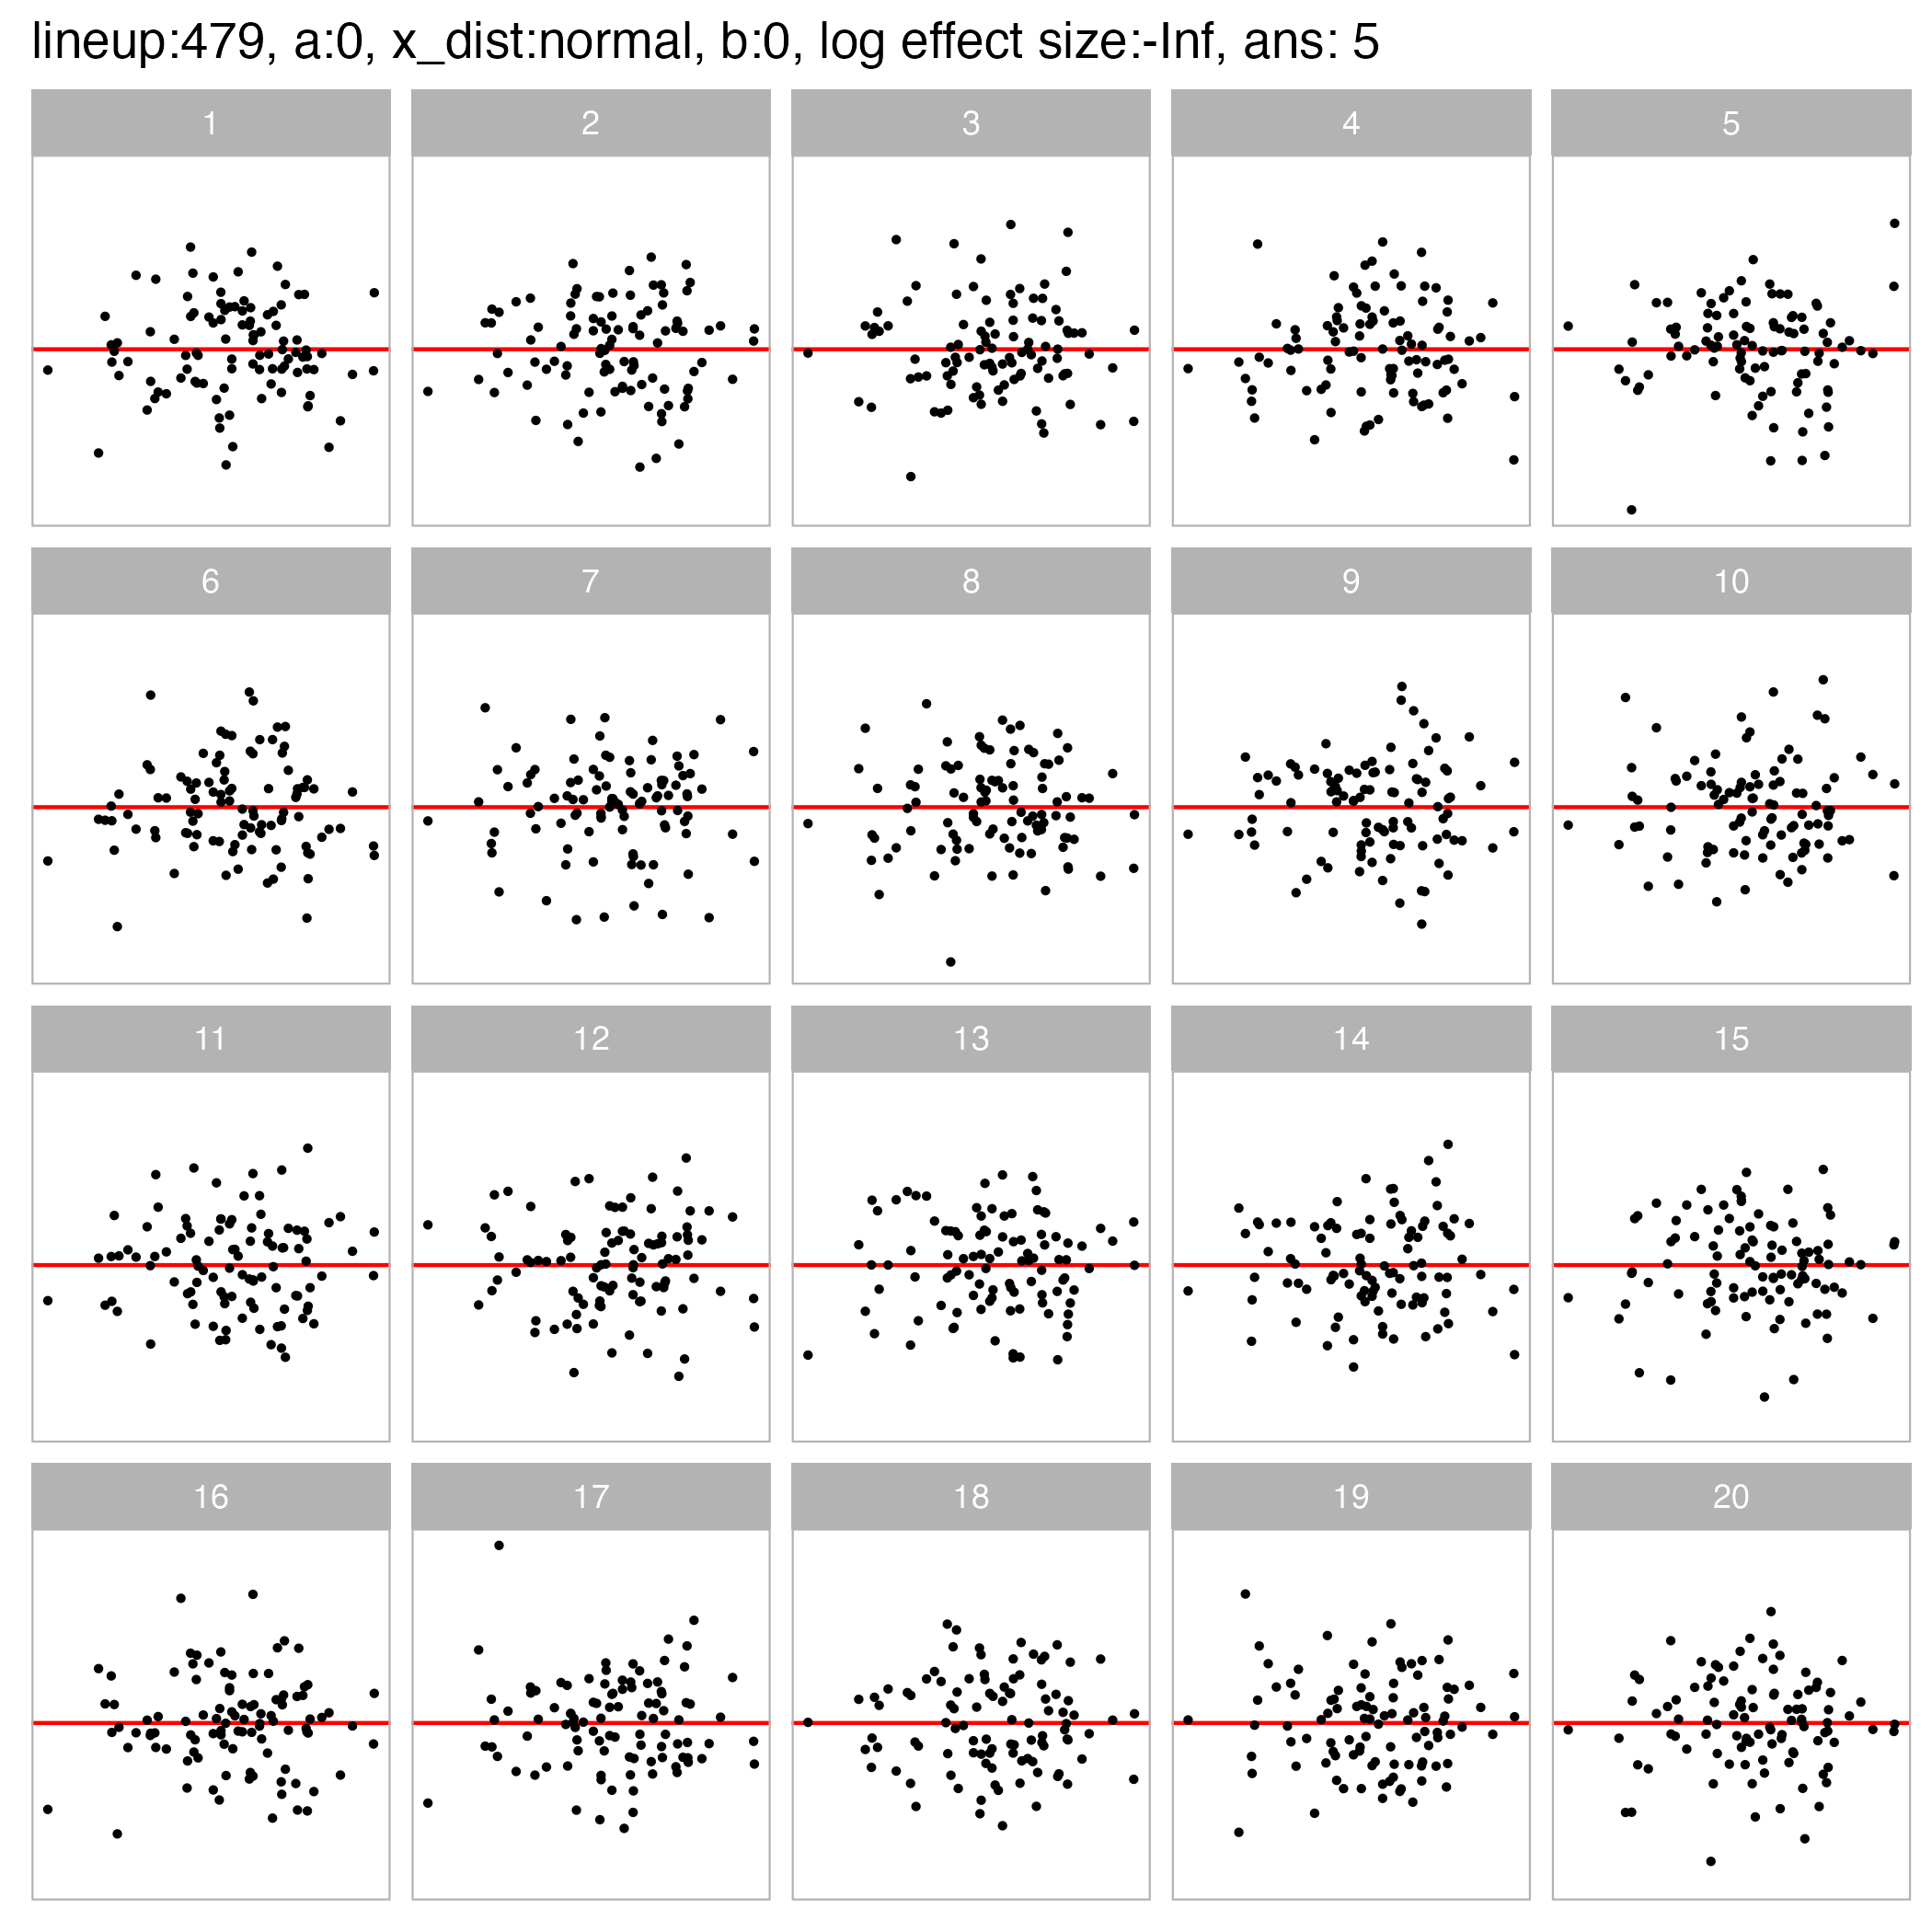 lineup:479, a:0, x_dist:normal, b:0, log effect size:-Inf, ans: 5
1 2 3 4 5
6 7 8 9 10
11 12 13 14 15
16 17 18 19 20